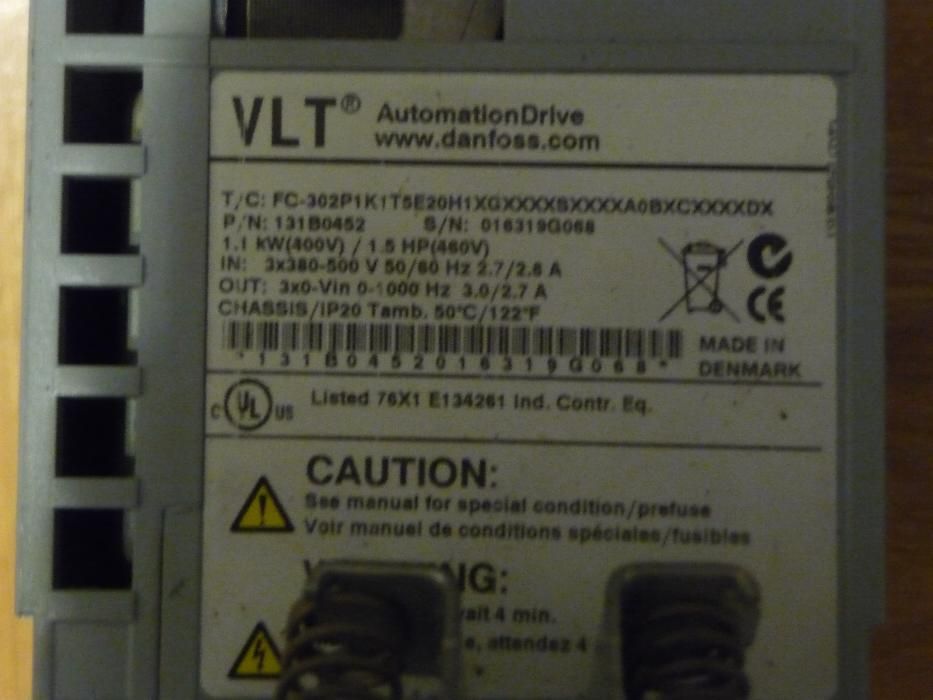 VLT® AutomationDrive
www.danfoss.com
T/C: FC-302P1K1T5E20H1XGXXXXSXXXXA0BXCXXXXDX
P/N: 131B0452 S/N: 016319G068
1.1 kW(400V) / 1.5 HP(460V)
IN: 3x380-500 V 50/60 Hz 2.7/2.6 A
OUT: 3x0-Vin 0-1000 Hz 3.0/2.7 A
CHASSIS/IP20 Tamb. 50°C/122°F
*131B0452016319G068*
MADE IN
DENMARK
CE
C UL US Listed 76X1 E134261 Ind. Contr. Eq.
CAUTION:
See manual for special condition/prefuse
Voir manuel de conditions spéciales/fusibles
4 min.
attendez 4